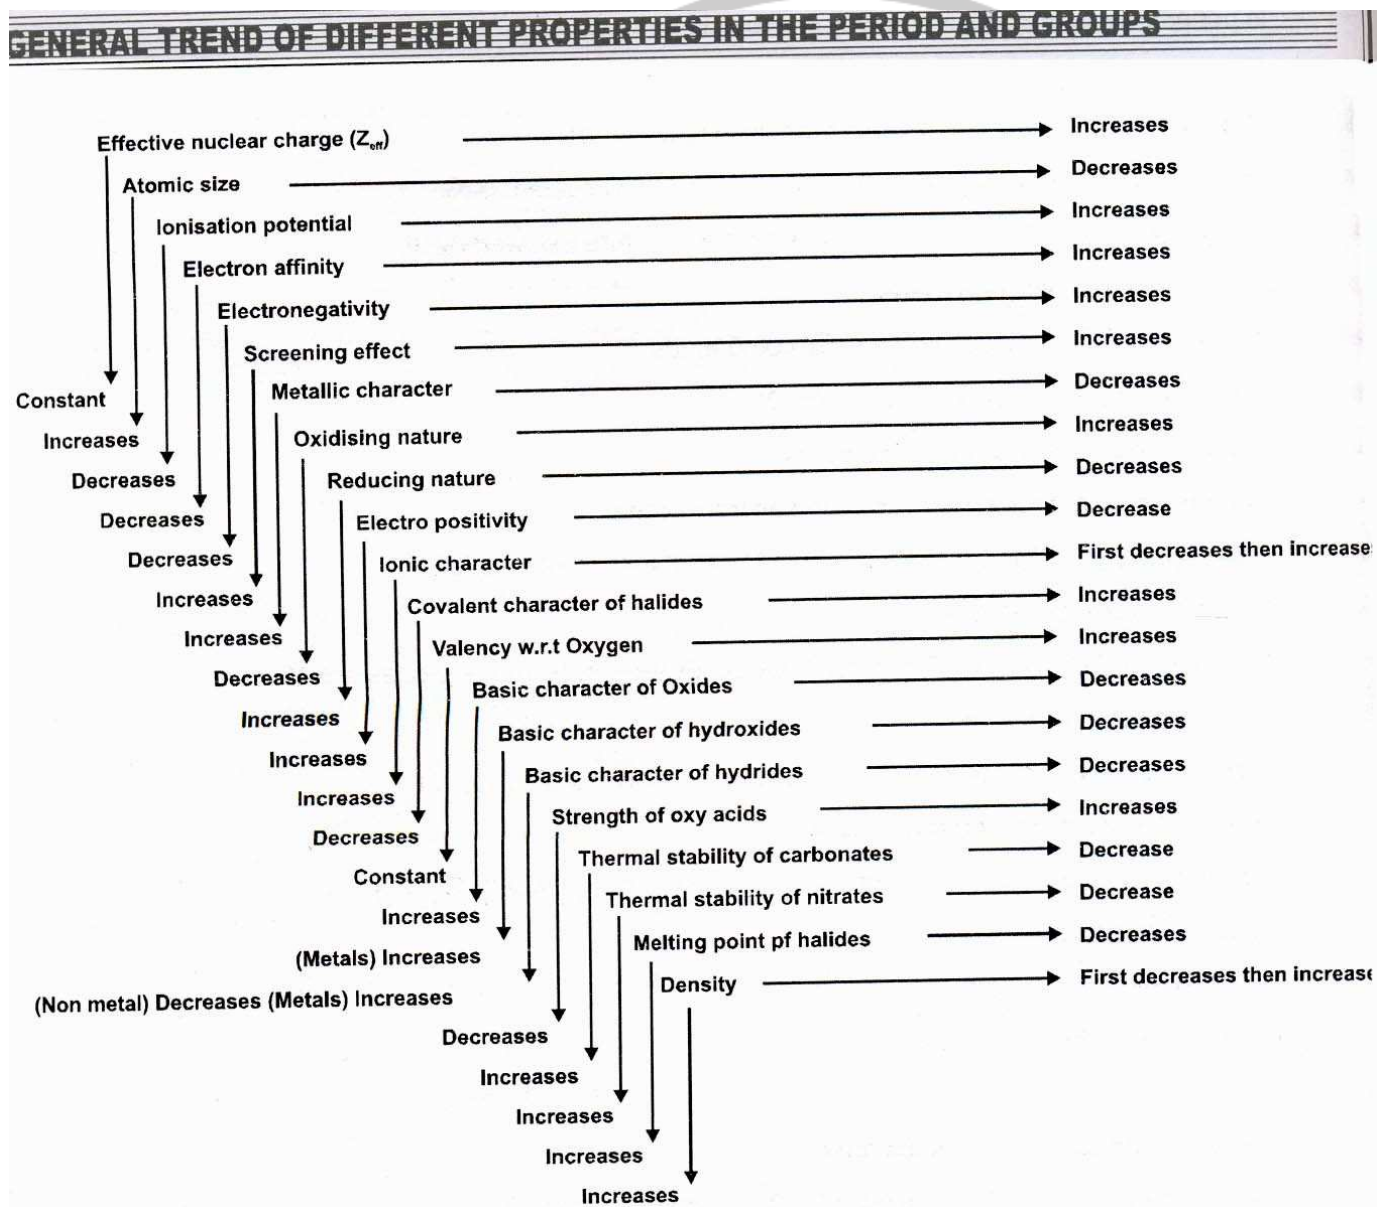 GENERAL TREND OF DIFFERENT PROPERTIES IN THE PERIOD AND GROUPS
Effective nuclear charge (Zeff) Increases
Atomic size Decreases
Ionisation potential Increases
Electron affinity Increases
Electronegativity Increases
Screening effect Increases
Metallic character Decreases
Constant
Oxidising nature Increases
Increases
Reducing nature Decreases
Decreases
Electro positivity Decrease
Decreases
Ionic character First decreases then increase
Decreases
Covalent character of halides Increases
Increases
Valency w.r.t Oxygen Increases
Increases
Basic character of Oxides Decreases
Decreases
Basic character of hydroxides Decreases
Increases
Basic character of hydrides Decreases
Increases
Strength of oxy acids Increases
Increases
Decreases
Thermal stability of carbonates Decrease
Constant
Thermal stability of nitrates Decrease
Increases
Melting point pf halides Decreases
(Metals) Increases
Density First decreases then increase
(Non metal) Decreases (Metals) Increases
Decreases
Increases
Increases
Increases
Increases